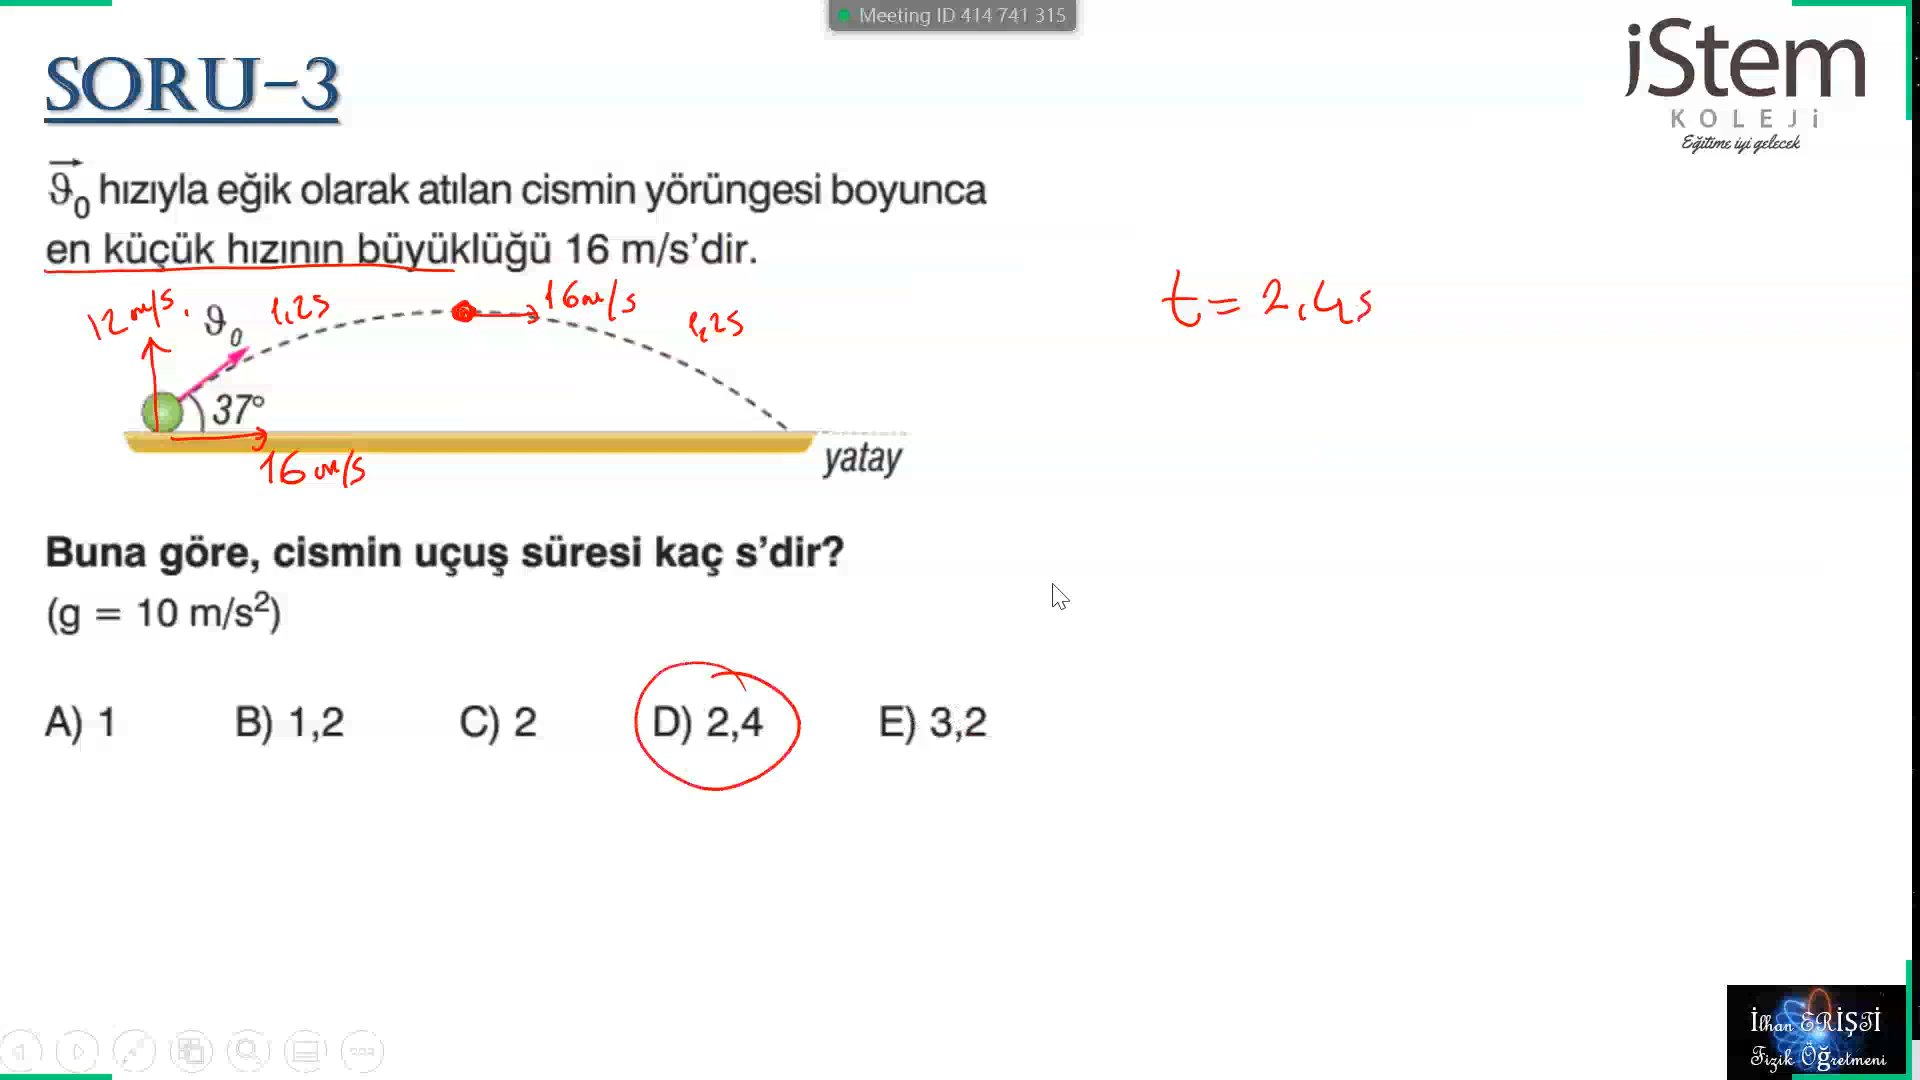 Meeting ID 414 741 315
SORU-3
iStem
KOLEJi
Eğitime iyi gelecek
ϑ0 hızıyla eğik olarak atılan cismin yörüngesi boyunca
en küçük hızının büyüklüğü 16 m/s'dir.
12 m/s.
ϑ0
1,2s
16 m/s
1,2s
t = 2,4s
37°
16 m/s
yatay
Buna göre, cismin uçuş süresi kaç s'dir?
(g = 10 m/s²)
A) 1 B) 1,2 C) 2 D) 2,4 E) 3,2
İlhan ERİŞTİ
Fizik Öğretmeni